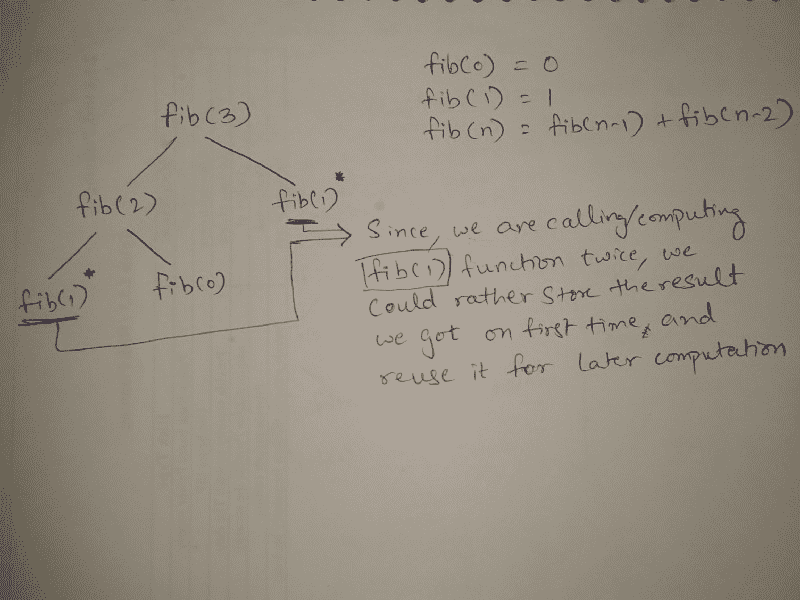 fib(0) = 0
fib(1) = 1
fib(n) = fib(n-1) + fib(n-2)
fib(3)
fib(2)
fib(1)*
fib(1)*
fib(0)
Since, we are calling/computing
fib(1) function twice, we
could rather store the result
we got on first time, and
reuse it for later computation